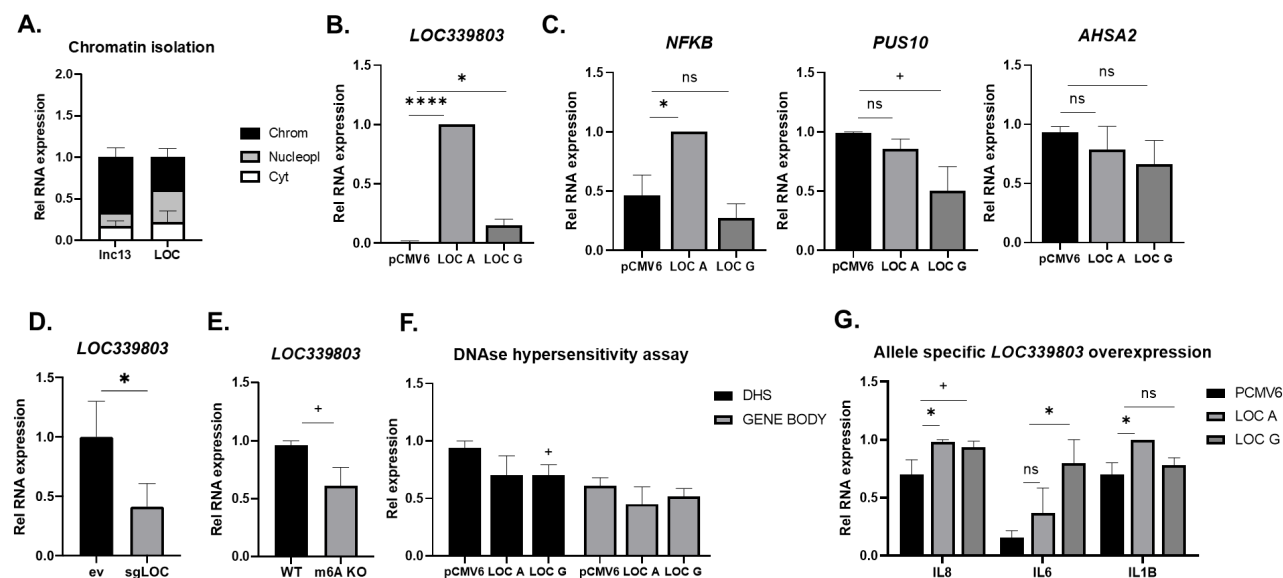 A.
Chromatin isolation
Rel RNA expression
2.0
1.5
1.0
0.5
0.0
lnc13 LOC
Chrom
Nucleopl
Cyt
B.
LOC339803
Rel RNA expression
1.5
1.0
0.5
0.0
*
****
pCMV6 LOC A LOC G
C.
NFKB
Rel RNA expression
1.5
1.0
0.5
0.0
ns
*
pCMV6 LOC A LOC G
PUS10
Rel RNA expression
1.5
1.0
0.5
0.0
+
ns
pCMV6 LOC A LOC G
AHSA2
Rel RNA expression
1.5
1.0
0.5
0.0
ns
ns
pCMV6 LOC A LOC G
D.
LOC339803
Rel RNA expression
1.5
1.0
0.5
0.0
*
ev sgLOC
E.
LOC339803
Rel RNA expression
1.5
1.0
0.5
0.0
+
WT m6A KO
F.
DNAse hypersensitivity assay
Rel expression
1.5
1.0
0.5
0.0
+
pCMV6 LOC A LOC G pCMV6 LOC A LOC G
DHS
GENE BODY
G.
Allele specific LOC339803 overexpression
Rel RNA expression
1.5
1.0
0.5
0.0
+
*
*
ns
ns
*
IL8 IL6 IL1B
PCMV6
LOC A
LOC G